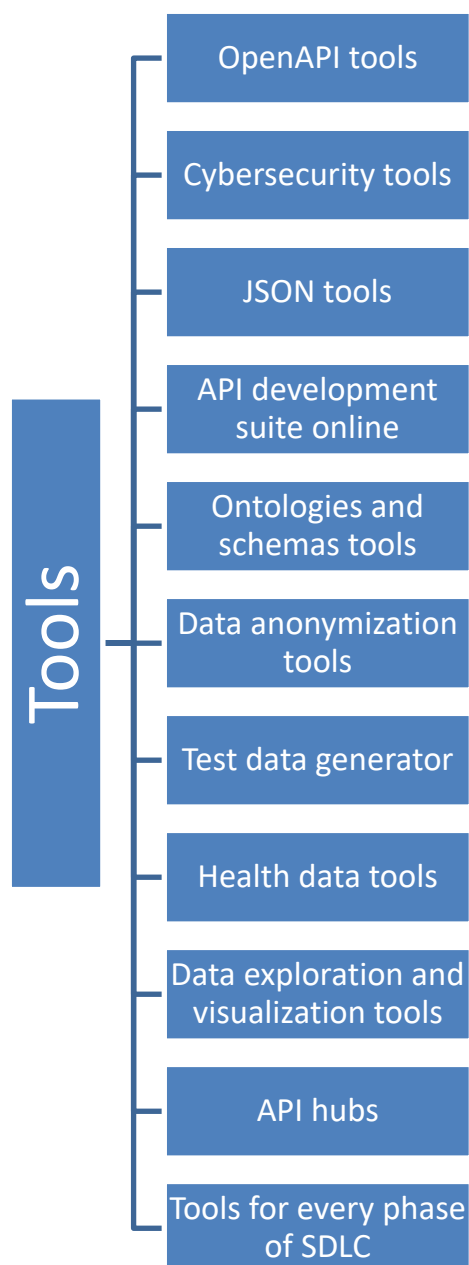 Tools
OpenAPI tools
Cybersecurity tools
JSON tools
API development
suite online
Ontologies and
schemas tools
Data anonymization
tools
Test data generator
Health data tools
Data exploration and
visualization tools
API hubs
Tools for every phase
of SDLC